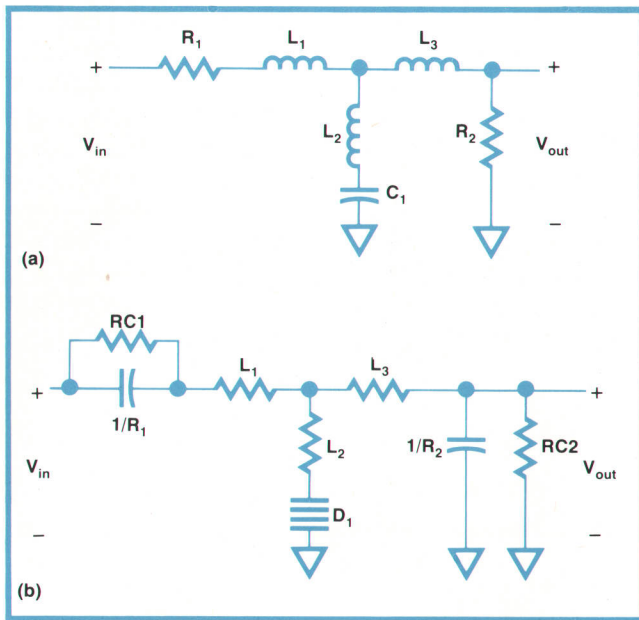 R1 L1 L3
+ +
Vin L2 R2 Vout
C1
− −
(a)
RC1
L1 L3
+ +
1/R1
Vin L2 1/R2 RC2 Vout
D1
− −
(b)